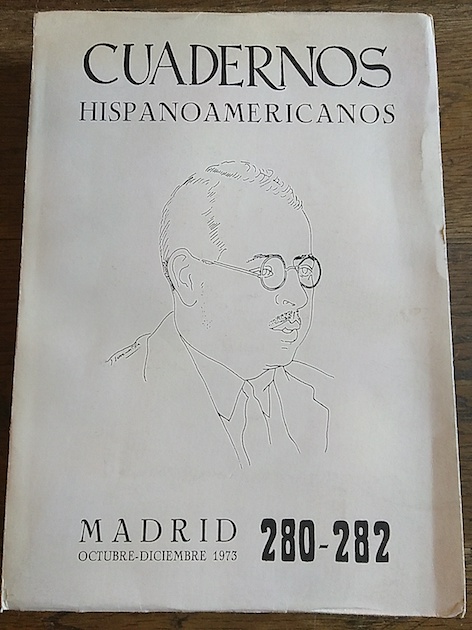 CUADERNOS
HISPANOAMERICANOS
MADRID 280-282
OCTUBRE-DICIEMBRE 1973